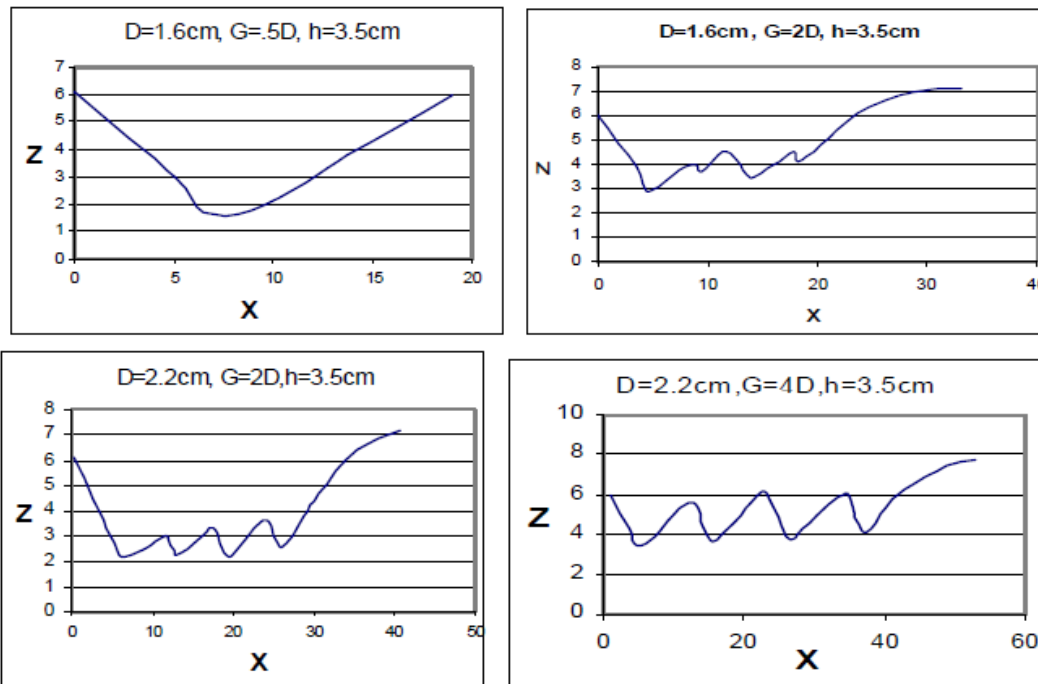 D=1.6cm, G=.5D, h=3.5cm
7
6
5
4
3
2
1
0
Z
0 5 10 15 20
X
D=1.6cm, G=2D, h=3.5cm
8
7
6
5
4
3
2
1
0
Z
0 10 20 30 40
X
D=2.2cm, G=2D,h=3.5cm
8
7
6
5
4
3
2
1
0
Z
0 10 20 30 40 50
X
D=2.2cm,G=4D,h=3.5cm
10
8
6
4
2
0
Z
0 20 40 60
X